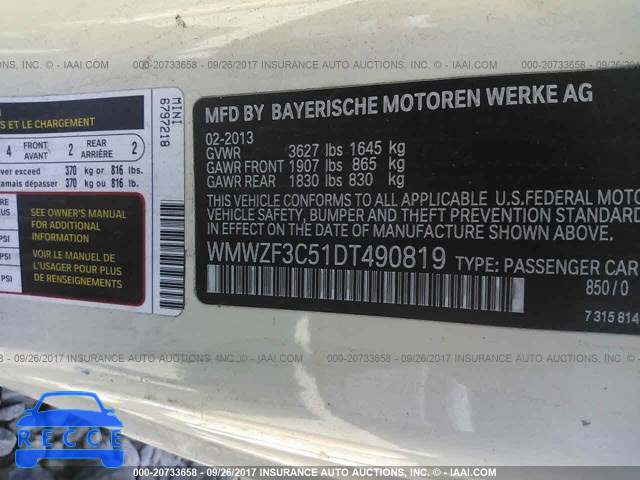 000-20733658 - 09/26/2017 INSURANCE AUTO AUCTIONS, INC. - IAAI.COM
S ET LE CHARGEMENT
4 FRONT AVANT 2 REAR ARRIÈRE 2
ver exceed 370 kg or 816 lbs.
tamais dépasser 370 kg ou 816 lb.
SEE OWNER'S MANUAL
FOR ADDITIONAL
INFORMATION
VOIR LE MANUEL DE
L'USAGER POUR PLUS
DE RENSEIGNEMENTS
PSI
PSI
MINI
6797218
MFD BY BAYERISCHE MOTOREN WERKE AG
02-2013
GVWR 3627 lbs 1645 kg
GAWR FRONT 1907 lbs 865 kg
GAWR REAR 1830 lbs 830 kg
THIS VEHICLE CONFORMS TO ALL APPLICABLE U.S. FEDERAL MOTO
VEHICLE SAFETY, BUMPER, AND THEFT PREVENTION STANDARDS
IN EFFECT ON THE DATE OF MANUFACTURE SHOWN ABOVE.
WMWZF3C51DT490819 TYPE: PASSENGER CAR
850/0
7 315 814
000-20733658 - 09/26/2017 INSURANCE AUTO AUCTIONS, INC. - IAAI.COM
RECCE
000-20733658 - 09/26/2017 INSURANCE AUTO AUCTIONS, INC. - IAAI.COM